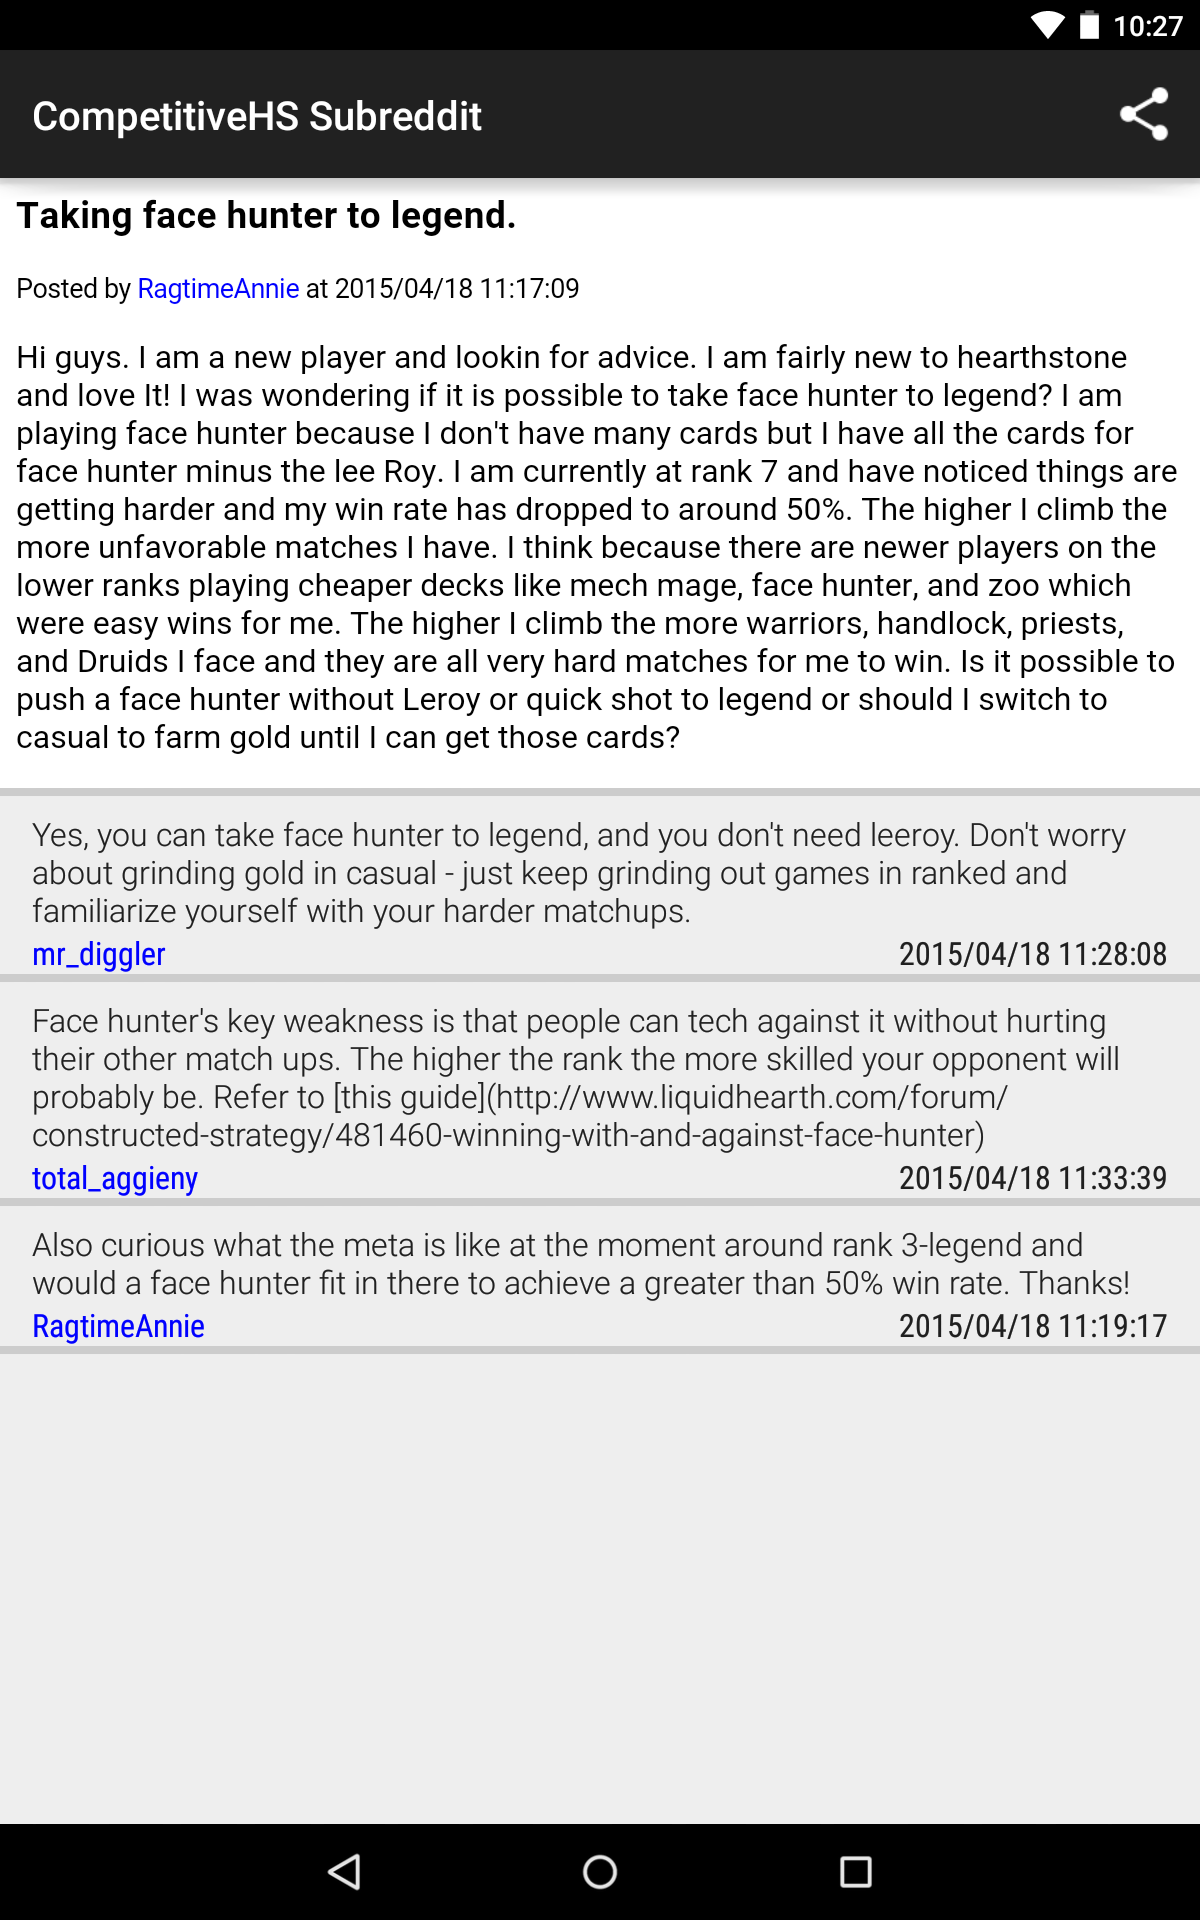 10:27
CompetitiveHS Subreddit
Taking face hunter to legend.
Posted by RagtimeAnnie at 2015/04/18 11:17:09
Hi guys. I am a new player and lookin for advice. I am fairly new to hearthstone
and love It! I was wondering if it is possible to take face hunter to legend? I am
playing face hunter because I don't have many cards but I have all the cards for
face hunter minus the lee Roy. I am currently at rank 7 and have noticed things are
getting harder and my win rate has dropped to around 50%. The higher I climb the
more unfavorable matches I have. I think because there are newer players on the
lower ranks playing cheaper decks like mech mage, face hunter, and zoo which
were easy wins for me. The higher I climb the more warriors, handlock, priests,
and Druids I face and they are all very hard matches for me to win. Is it possible to
push a face hunter without Leroy or quick shot to legend or should I switch to
casual to farm gold until I can get those cards?
Yes, you can take face hunter to legend, and you don't need leeroy. Don't worry
about grinding gold in casual - just keep grinding out games in ranked and
familiarize yourself with your harder matchups.
mr_diggler 2015/04/18 11:28:08
Face hunter's key weakness is that people can tech against it without hurting
their other match ups. The higher the rank the more skilled your opponent will
probably be. Refer to [this guide](http://www.liquidhearth.com/forum/
constructed-strategy/481460-winning-with-and-against-face-hunter)
total_aggieny 2015/04/18 11:33:39
Also curious what the meta is like at the moment around rank 3-legend and
would a face hunter fit in there to achieve a greater than 50% win rate. Thanks!
RagtimeAnnie 2015/04/18 11:19:17